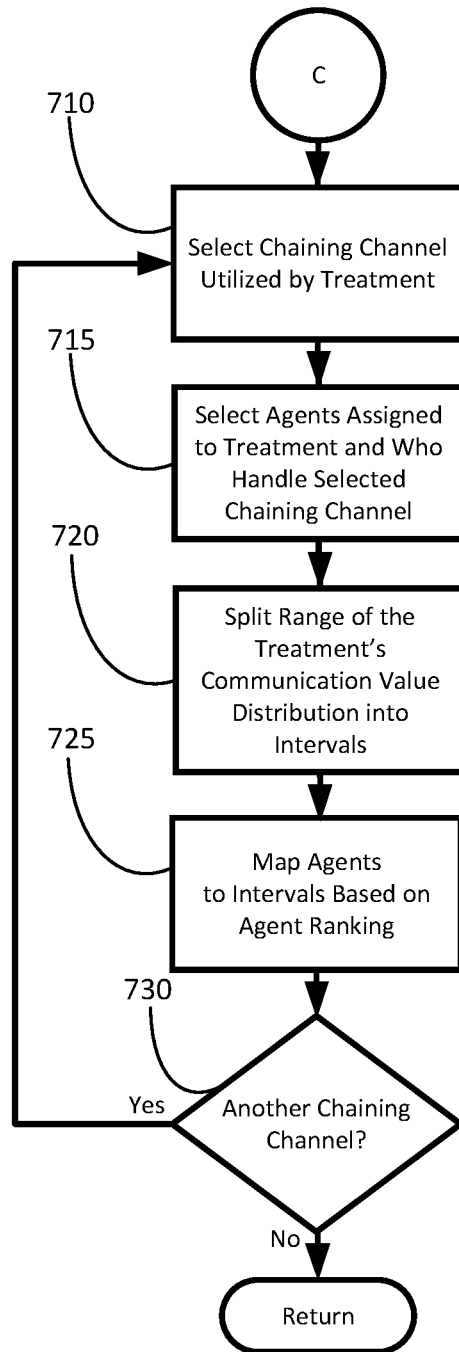 C
710
Select Chaining Channel
Utilized by Treatment
715
Select Agents Assigned
to Treatment and Who
Handle Selected
Chaining Channel
720
Split Range of the
Treatment's
Communication Value
Distribution into
Intervals
725
Map Agents
to Intervals Based on
Agent Ranking
730
Yes
Another Chaining
Channel?
No
Return